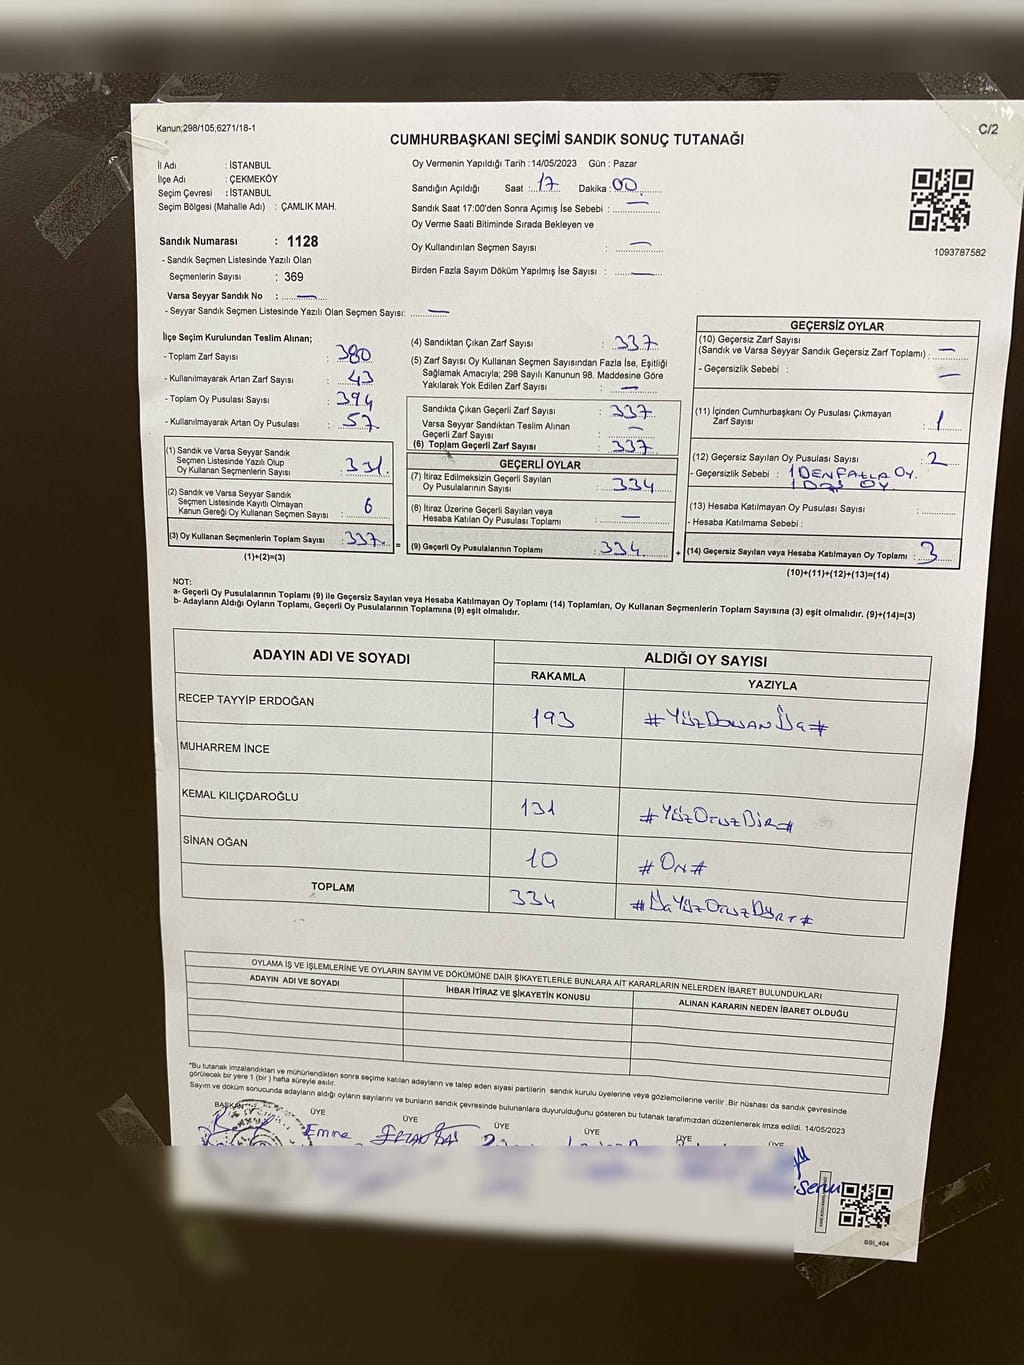 Kanun;298/105,6271/18-1
C/2
CUMHURBAŞKANI SEÇİMİ SANDIK SONUÇ TUTANAĞI
İl Adı : İSTANBUL
İlçe Adı : ÇEKMEKÖY
Seçim Çevresi : İSTANBUL
Seçim Bölgesi (Mahalle Adı) : ÇAMLIK MAH.
Sandık Numarası : 1128
- Sandık Seçmen Listesinde Yazılı Olan
Seçmenlerin Sayısı : 369
Varsa Seyyar Sandık No : —
- Seyyar Sandık Seçmen Listesinde Yazılı Olan Seçmen Sayısı: —
Oy Vermenin Yapıldığı Tarih :14/05/2023 Gün : Pazar
Sandığın Açıldığı Saat : 17 Dakika : 00
Sandık Saat 17:00'den Sonra Açımış İse Sebebi : —
Oy Verme Saati Bitiminde Sırada Bekleyen ve
Oy Kullandırılan Seçmen Sayısı : —
Birden Fazla Sayım Döküm Yapılmış İse Sayısı : —
1093787582
İlçe Seçim Kurulundan Teslim Alınan;
- Toplam Zarf Sayısı : 380
- Kullanılmayarak Artan Zarf Sayısı : 43
- Toplam Oy Pusulası Sayısı : 394
- Kullanılmayarak Artan Oy Pusulası : 57
(1) Sandık ve Varsa Seyyar Sandık
Seçmen Listesinde Yazılı Olup
Oy Kullanan Seçmenlerin Sayısı : 331
(2) Sandık ve Varsa Seyyar Sandık
Seçmen Listesinde Kayıtlı Olmayan
Kanun Gereği Oy Kullanan Seçmen Sayısı : 6
(3) Oy Kullanan Seçmenlerin Toplam Sayısı : 337
(1)+(2)=(3)
(4) Sandıktan Çıkan Zarf Sayısı : 337
(5) Zarf Sayısı Oy Kullanan Seçmen Sayısından Fazla İse, Eşitliği
Sağlamak Amacıyla; 298 Sayılı Kanunun 98. Maddesine Göre
Yakılarak Yok Edilen Zarf Sayısı : —
Sandıkta Çıkan Geçerli Zarf Sayısı : 337
Varsa Seyyar Sandıktan Teslim Alınan
Geçerli Zarf Sayısı : —
(6) Toplam Geçerli Zarf Sayısı : 337
GEÇERLİ OYLAR
(7) İtiraz Edilmeksizin Geçerli Sayılan
Oy Pusulalarının Sayısı : 334
(8) İtiraz Üzerine Geçerli Sayılan veya
Hesaba Katılan Oy Pusulası Toplamı : —
= (9) Geçerli Oy Pusulalarının Toplamı : 334
GEÇERSİZ OYLAR
(10) Geçersiz Zarf Sayısı
(Sandık ve Varsa Seyyar Sandık Geçersiz Zarf Toplamı) : —
- Geçersizlik Sebebi : —
(11) İçinden Cumhurbaşkanı Oy Pusulası Çıkmayan
Zarf Sayısı : 1
(12) Geçersiz Sayılan Oy Pusulası Sayısı : 2
- Geçersizlik Sebebi : 1DENFAZLA OY.
1 OY
(13) Hesaba Katılmayan Oy Pusulası Sayısı :
- Hesaba Katılmama Sebebi :
+ (14) Geçersiz Sayılan veya Hesaba Katılmayan Oy Toplamı : 3
(10)+(11)+(12)+(13)=(14)
NOT:
a- Geçerli Oy Pusulalarının Toplamı (9) ile Geçersiz Sayılan veya Hesaba Katılmayan Oy Toplamı (14) Toplamları, Oy Kullanan Seçmenlerin Toplam Sayısına (3) eşit olmalıdır. (9)+(14)=(3)
b- Adayların Aldığı Oyların Toplamı, Geçerli Oy Pusulalarının Toplamına (9) eşit olmalıdır.
ADAYIN ADI VE SOYADI
ALDIĞI OY SAYISI
RAKAMLA
YAZIYLA
RECEP TAYYİP ERDOĞAN 193 #YüzDoksanÜç#
MUHARREM İNCE
KEMAL KILIÇDAROĞLU 131 #YüzOtuzBir#
SİNAN OĞAN 10 #On#
TOPLAM 334 #ÜçYüzOtuzDört#
OYLAMA İŞ VE İŞLEMLERİNE VE OYLARIN SAYIM VE DÖKÜMÜNE DAİR ŞİKAYETLERLE BUNLARA AİT KARARLARIN NELERDEN İBARET BULUNDUKLARI
ADAYIN ADI VE SOYADI
İHBAR İTİRAZ VE ŞİKAYETİN KONUSU
ALINAN KARARIN NEDEN İBARET OLDUĞU
*Bu tutanak imzalandıktan ve mühürlendikten sonra seçime katılan adayların ve talep eden siyasi partilerin sandık kurulu üyelerine veya gözlemcilerine verilir .Bir nüshası da sandık çevresinde
görülecek bir yere 1 (bir ) hafta süreyle asılır.
Sayım ve döküm sonucunda adayların aldığı oyların sayılarını ve bunların sandık çevresinde bulunanlara duyurulduğunu gösteren bu tutanak tarafımızdan düzenlenerek imza edildi. 14/05/2023
BAŞKAN ÜYE ÜYE ÜYE ÜYE ÜYE ÜYE
Emne
GSI_404